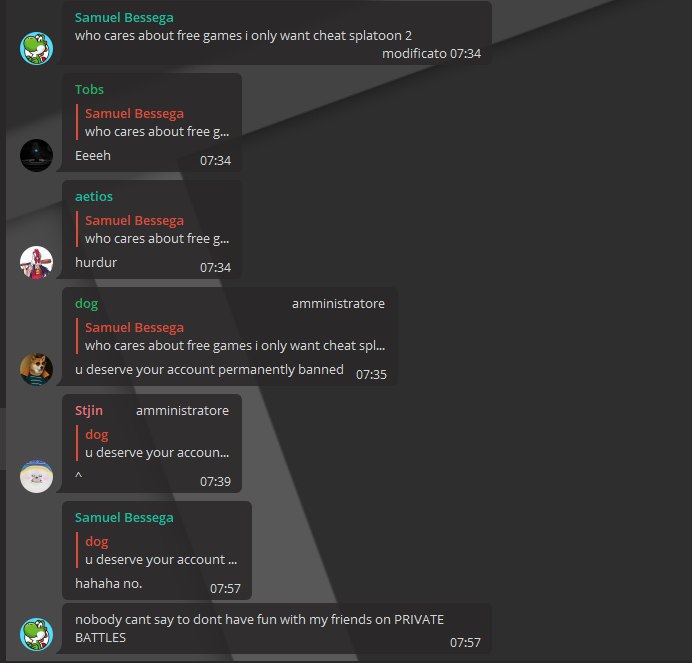 Samuel Bessega
who cares about free games i only want cheat splatoon 2
modificato 07:34
Tobs
Samuel Bessega
who cares about free g...
Eeeeh
07:34
aetios
Samuel Bessega
who cares about free g...
hurdur
07:34
dog amministratore
Samuel Bessega
who cares about free games i only want cheat spl...
u deserve your account permanently banned 07:35
Stjin amministratore
dog
u deserve your accoun...
^
07:39
Samuel Bessega
dog
u deserve your account ...
hahaha no.
07:57
nobody cant say to dont have fun with my friends on PRIVATE
BATTLES
07:57